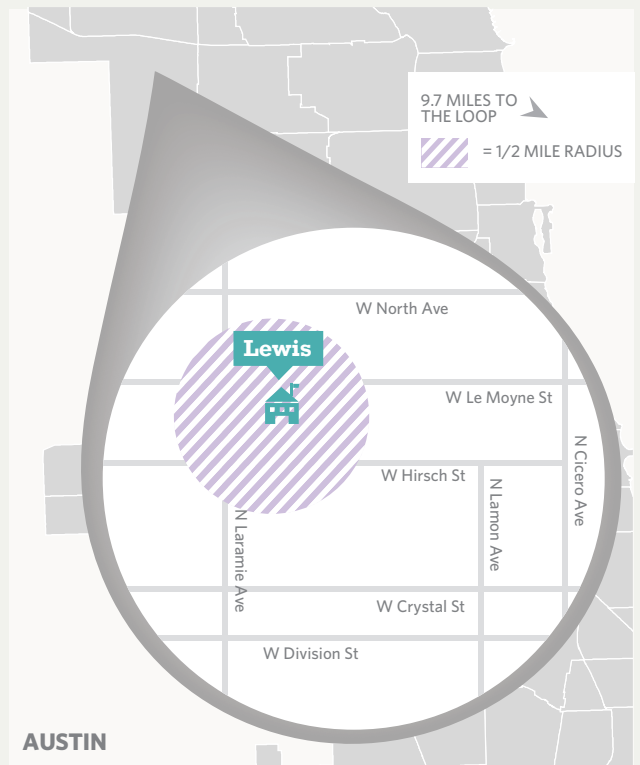 9.7 MILES TO
THE LOOP
= 1/2 MILE RADIUS
W North Ave
Lewis
W Le Moyne St
N Cicero Ave
W Hirsch St
N Lamon Ave
N Laramie Ave
W Crystal St
W Division St
AUSTIN